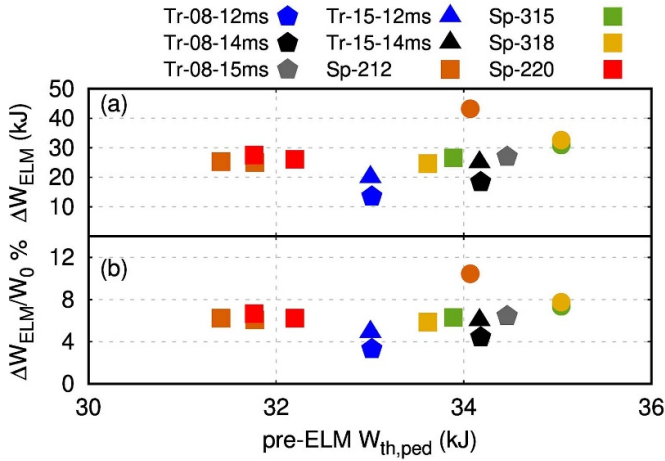 Tr-08-12ms Tr-15-12ms Sp-315
Tr-08-14ms Tr-15-14ms Sp-318
Tr-08-15ms Sp-212 Sp-220
50
40
30
20
10
ΔW_ELM (kJ)
(a)
12
8
4
0
ΔW_ELM/W_0 %
(b)
30 32 34 36
pre-ELM W_th,ped (kJ)